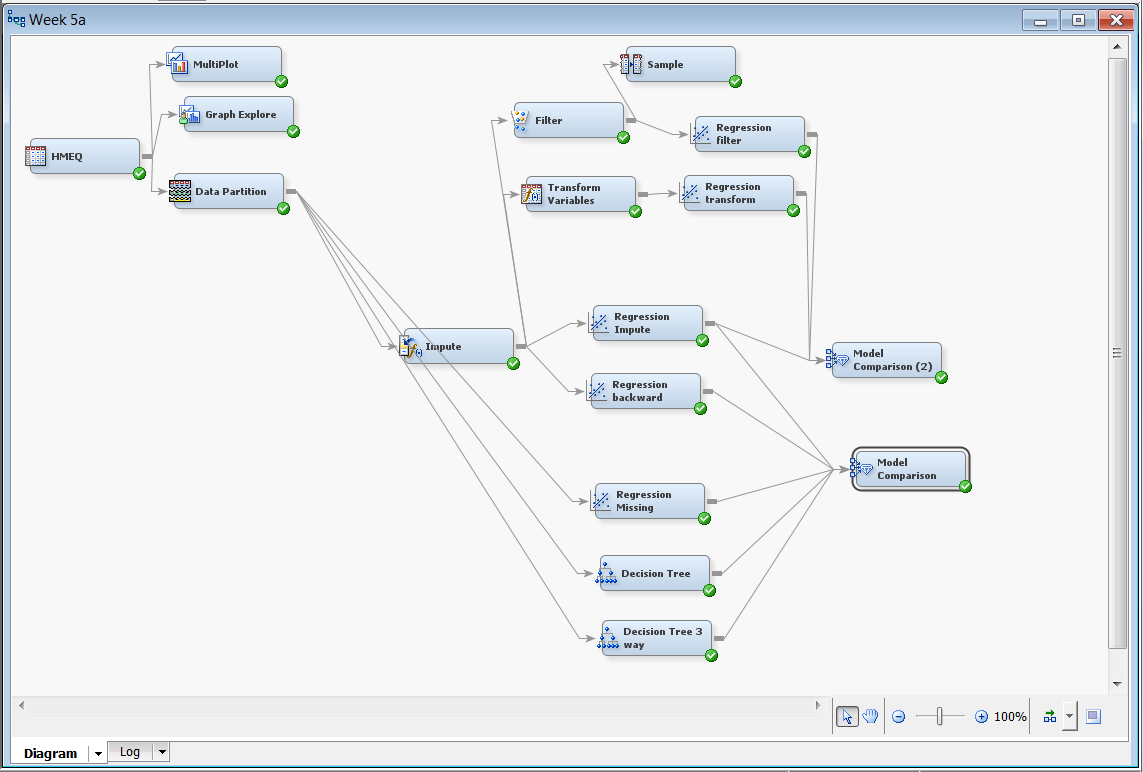 Week 5a
MultiPlot
Sample
Graph Explore
Filter
Regression
filter
HMEQ
Data Partition
Transform
Variables
Regression
transform
Regression
Impute
Impute
Model
Comparison (2)
Regression
backward
Model
Comparison
Regression
Missing
Decision Tree
Decision Tree 3
way
100%
Diagram
Log